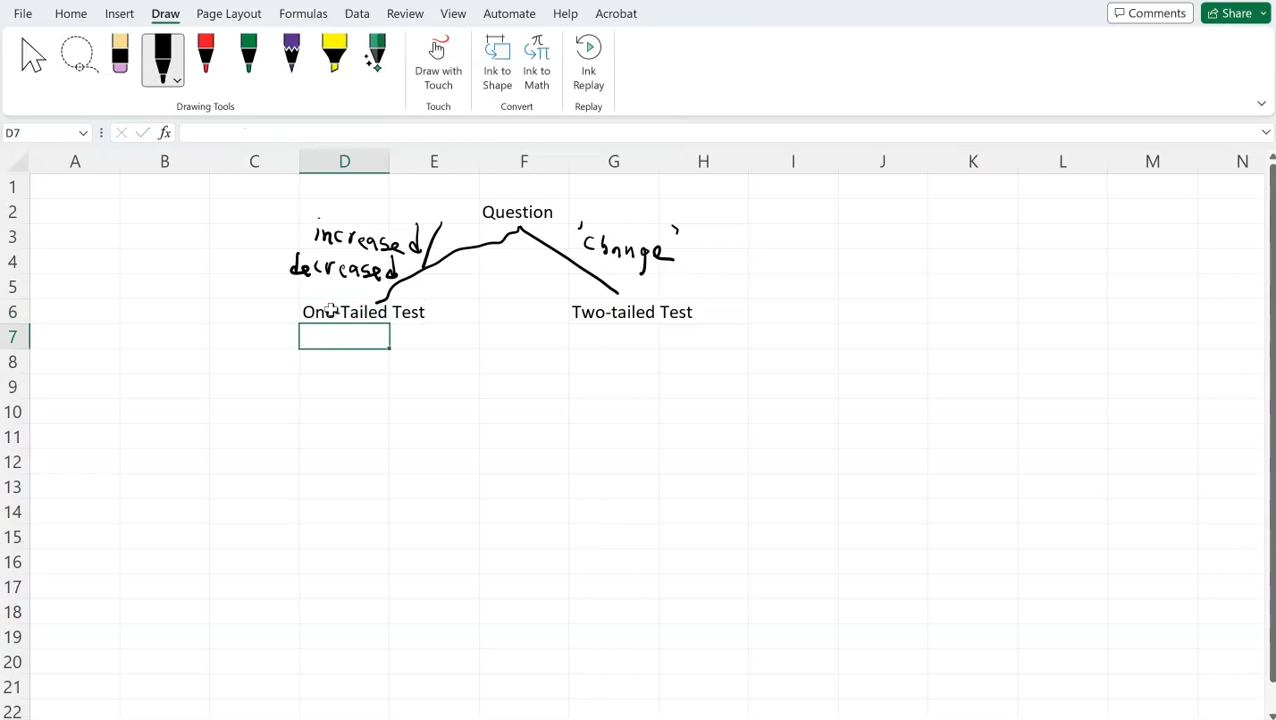 File Insert Draw Page Layout Formulas Data Review View Automate Help Acrobat Comments Share
Draw with Touch
Ink to Shape
Ink to Math
Ink Replay
Drawing Tools Touch Convert Replay
D7 fx
A B C D E F G H I J K L M N
1
2 Question
3 increased/ 'change'
4 decreased
5
6 One-Tailed Test Two-tailed Test
7
8
9
10
11
12
13
14
15
16
17
18
19
20
21
22